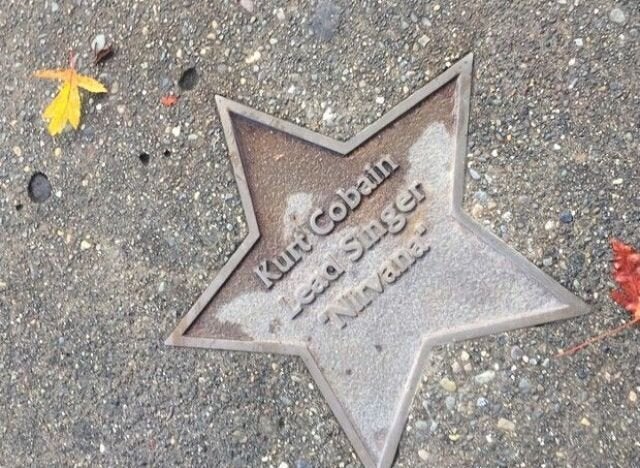 Kurt Cobain
Lead Singer
"Nirvana"